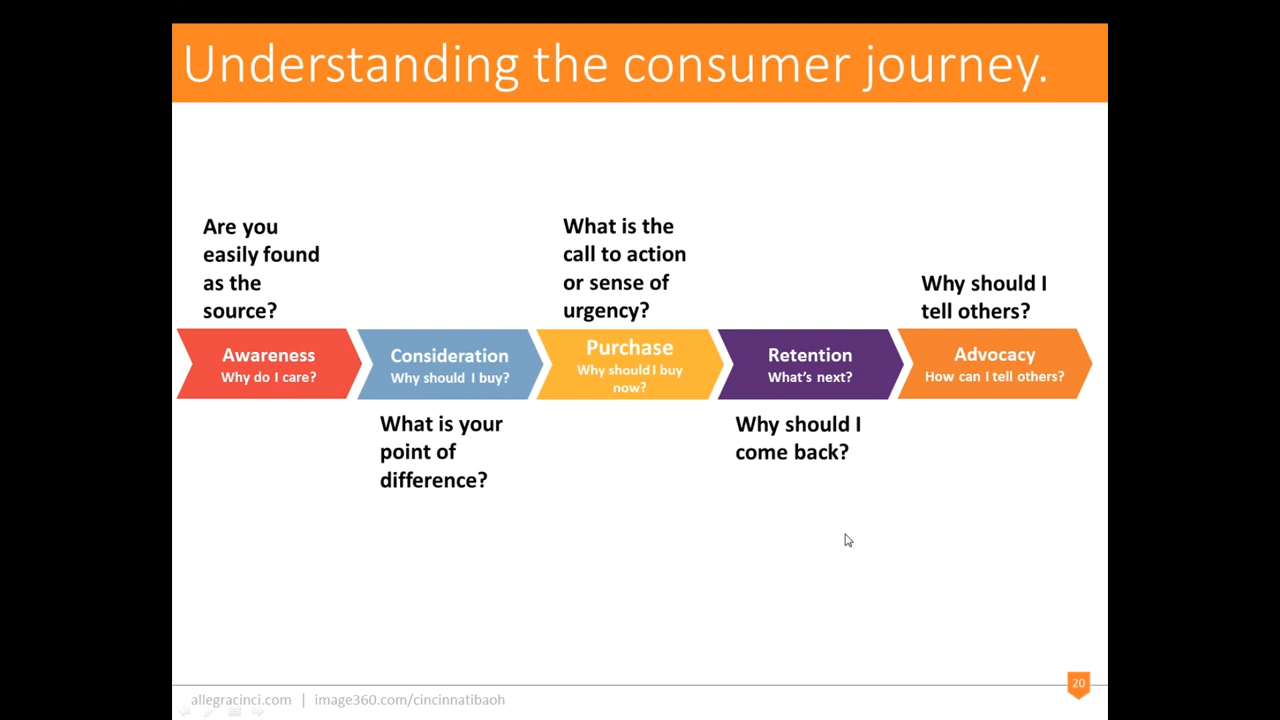 Understanding the consumer journey.
Are you
easily found
as the
source?
What is the
call to action
or sense of
urgency?
Why should I
tell others?
Awareness
Why do I care?
Consideration
Why should I buy?
Purchase
Why should I buy
now?
Retention
What's next?
Advocacy
How can I tell others?
What is your
point of
difference?
Why should I
come back?
allegracinci.com | image360.com/cincinnatibaoh
20